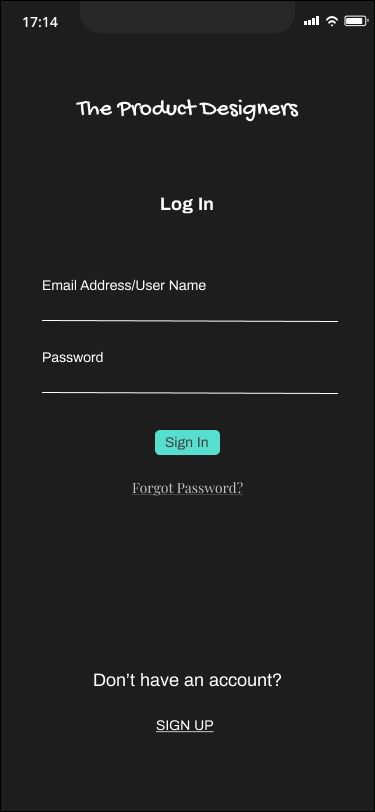 17:14
The Product Designers
Log In
Email Address/User Name
Password
Sign In
Forgot Password?
Don’t have an account?
SIGN UP